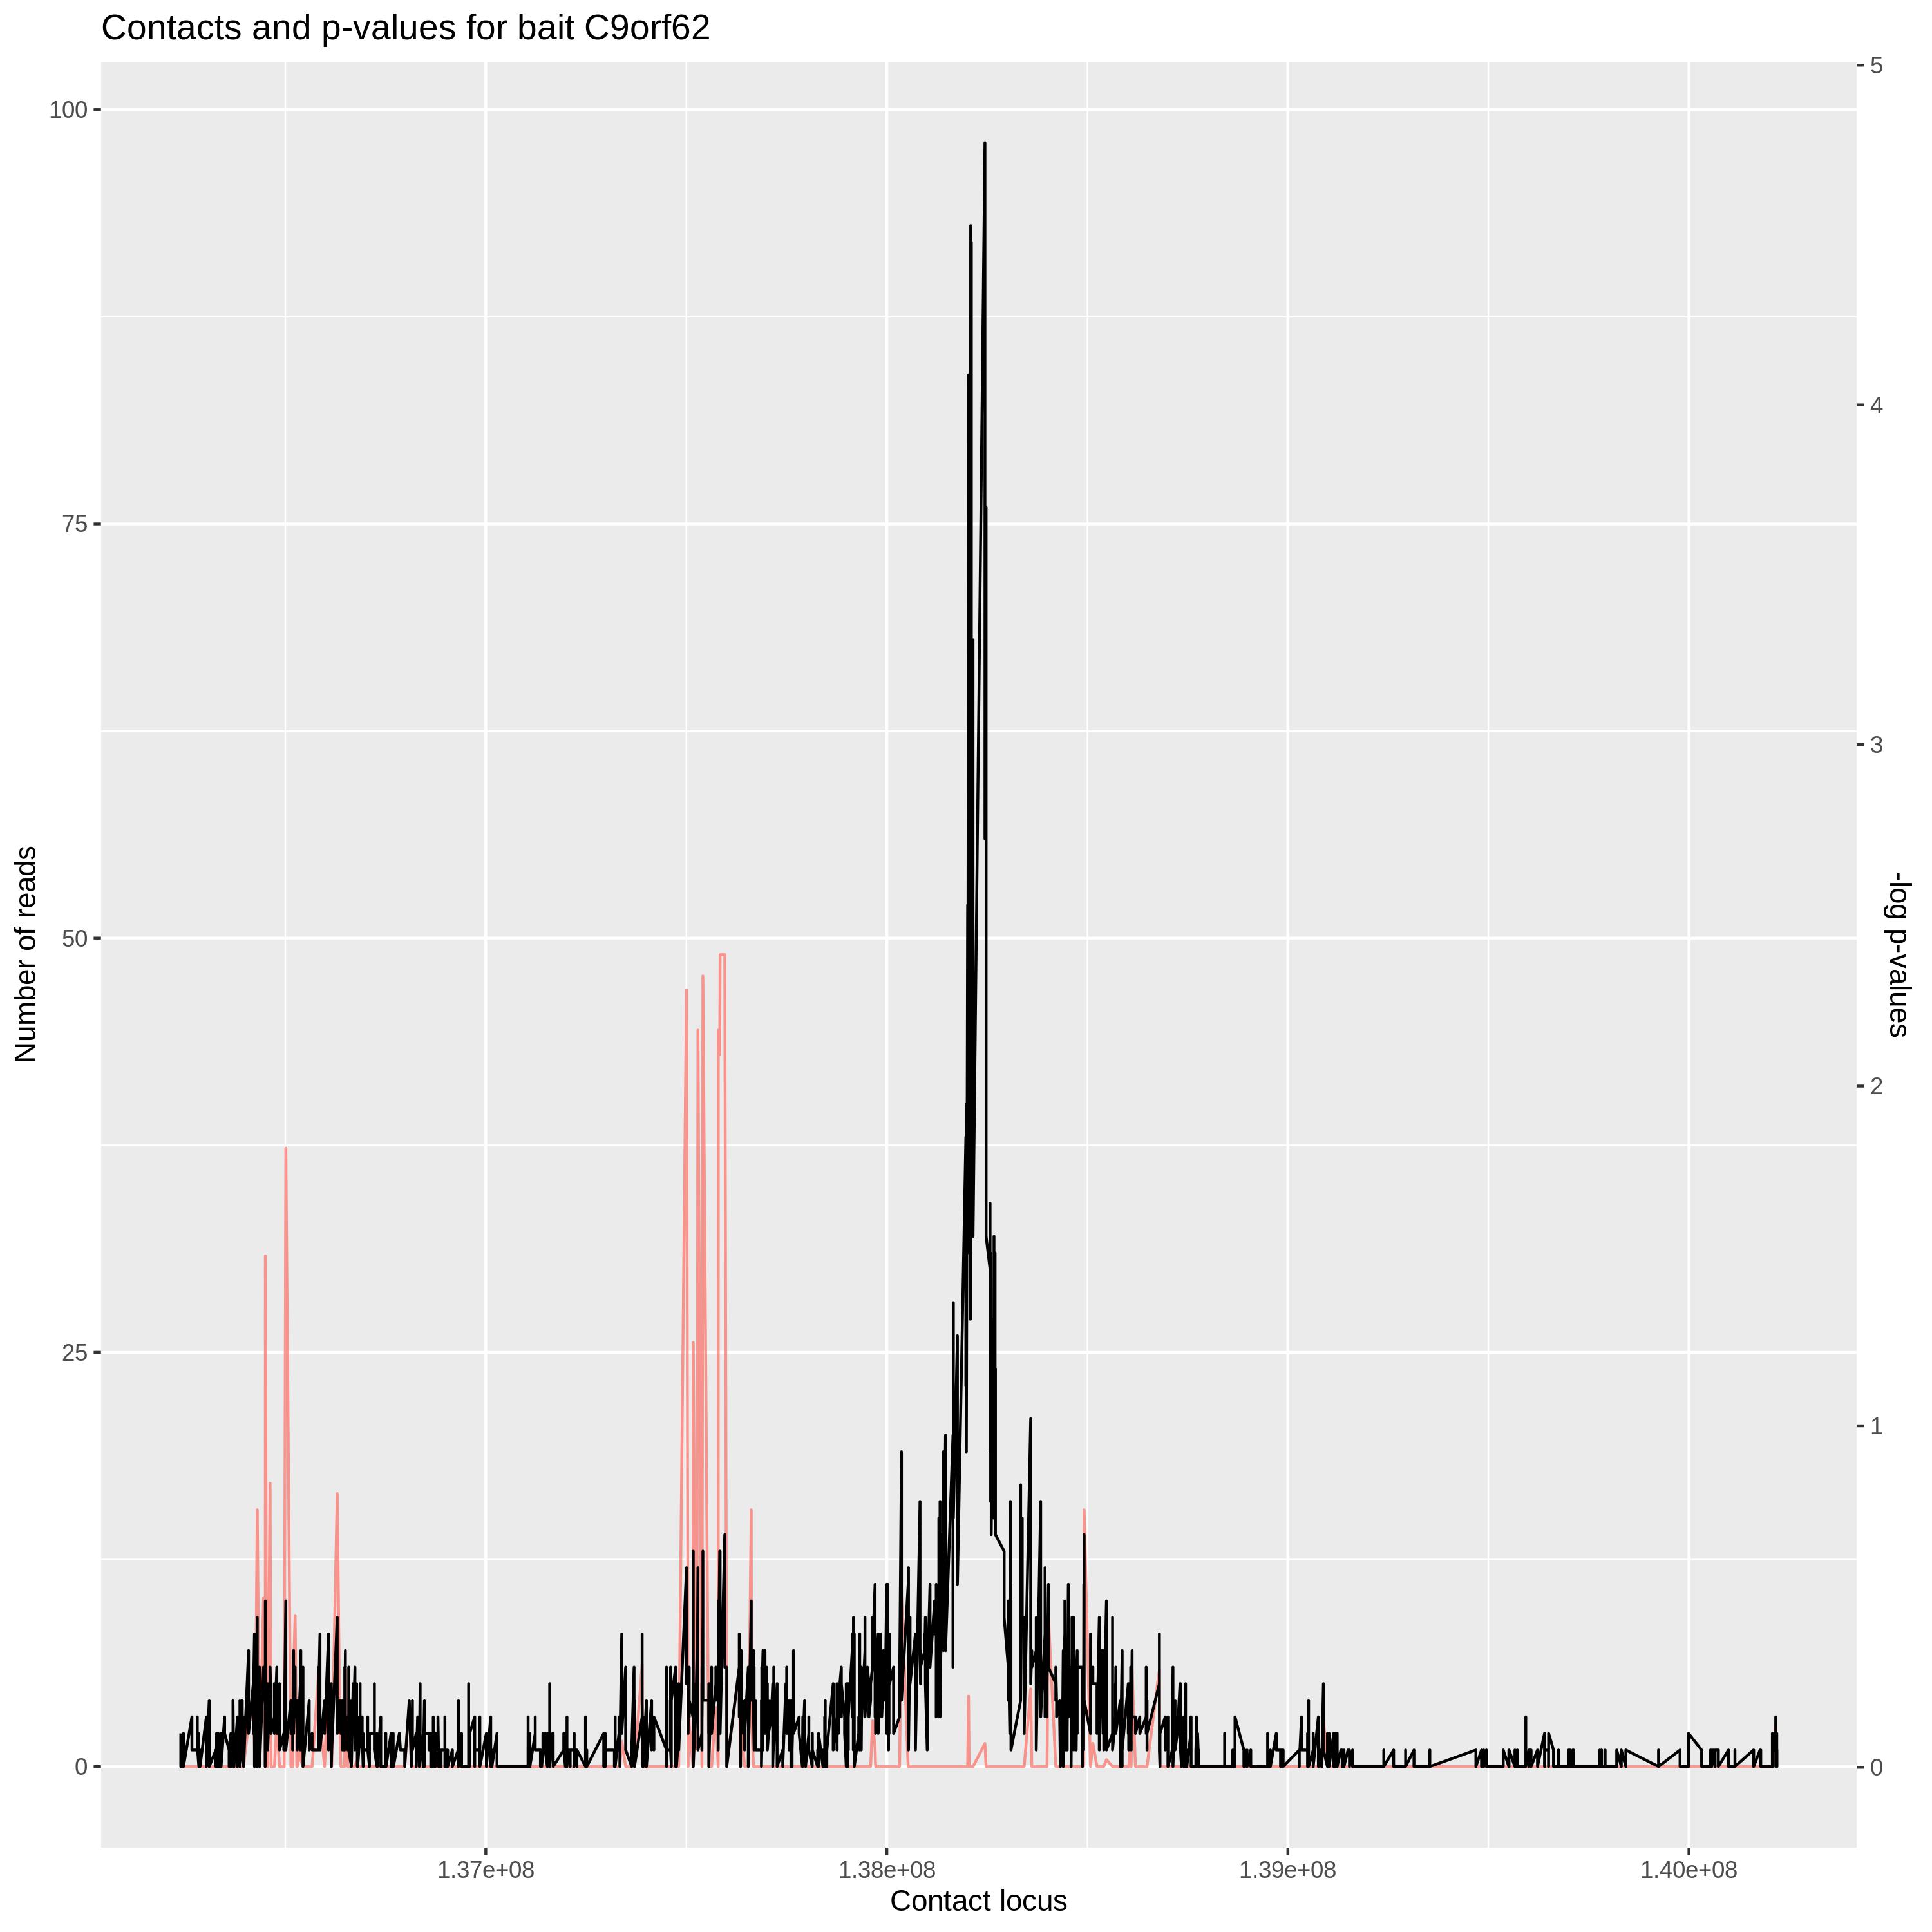 Contacts and p-values for bait C9orf62
100
75
50
25
0
5
4
3
2
1
0
Number of reads
-log p-values
1.37e+08
1.38e+08
1.39e+08
1.40e+08
Contact locus